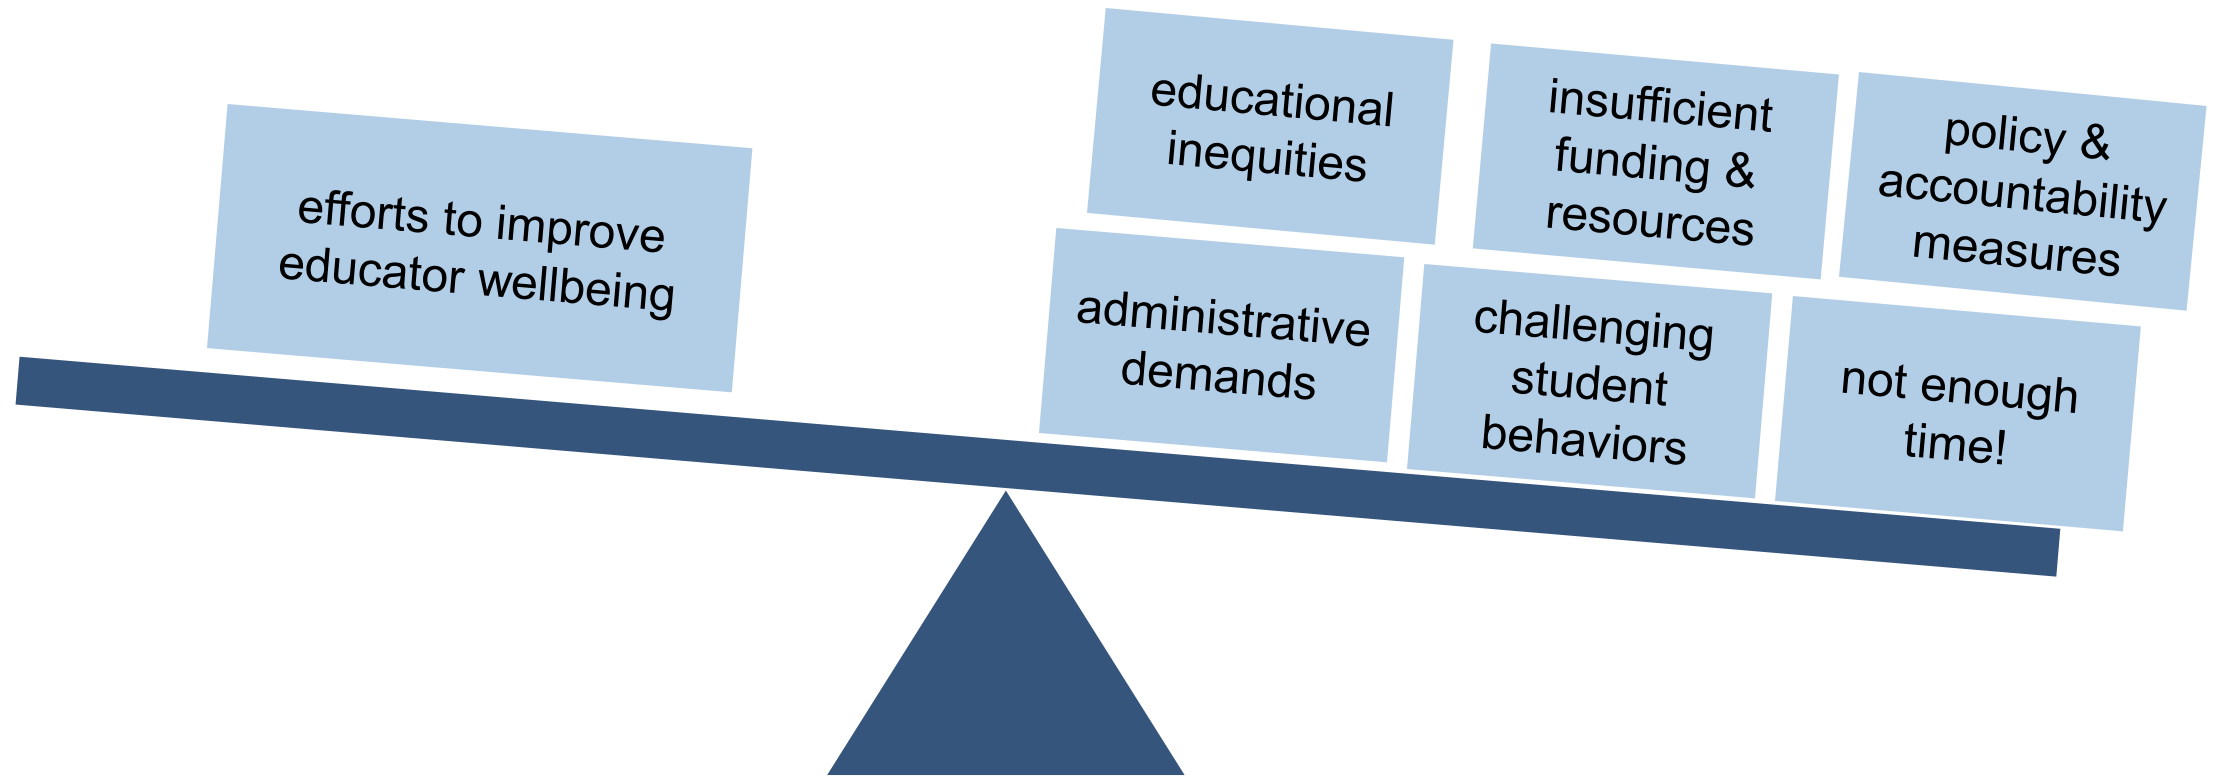 efforts to improve
educator wellbeing
educational
inequities
insufficient
funding &
resources
policy &
accountability
measures
administrative
demands
challenging
student
behaviors
not enough
time!